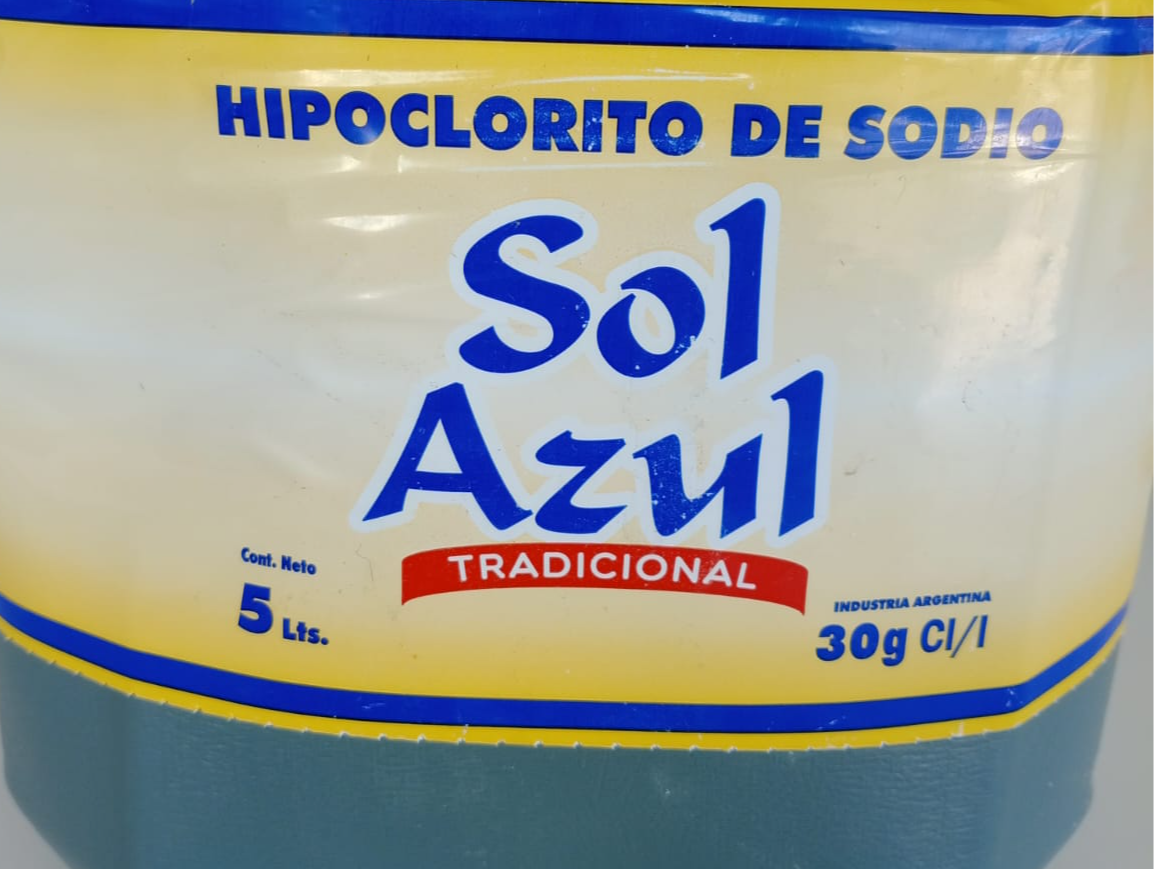 HIPOCLORITO DE SODIO
Sol
Azul
TRADICIONAL
Cont. Neto
5 Lts.
INDUSTRIA ARGENTINA
30g Cl/l